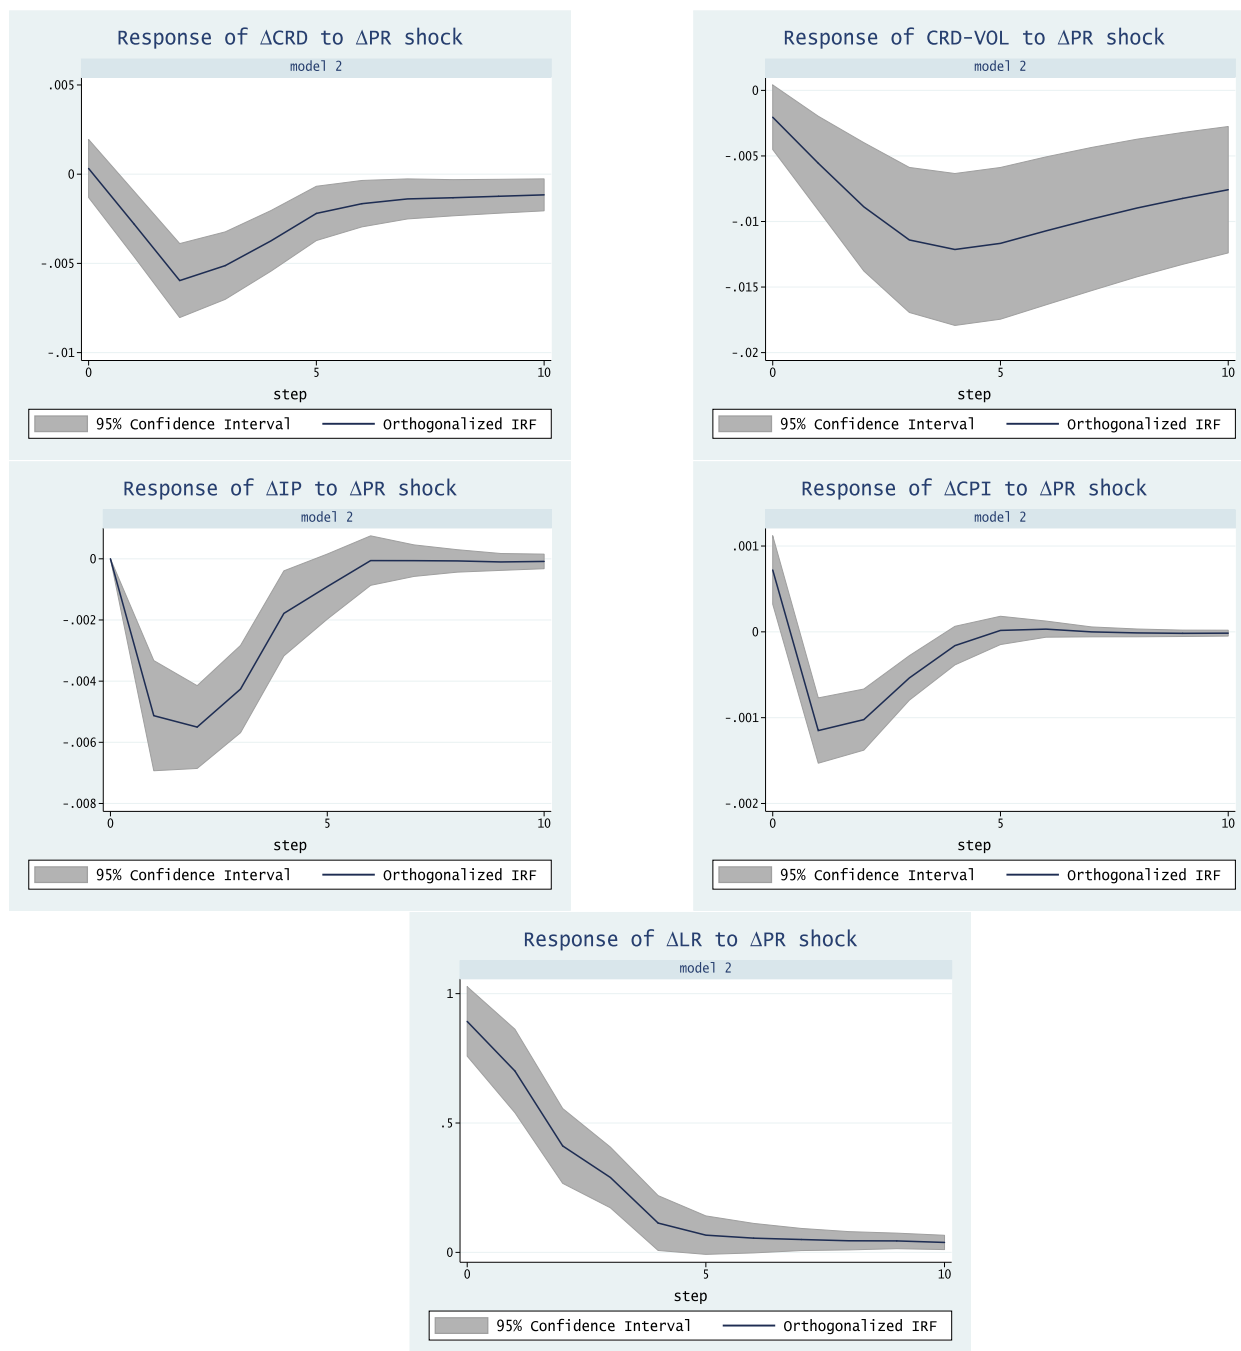 Response of ΔCRD to ΔPR shock
model 2
.005
0
-.005
-.01
0 5 10
step
95% Confidence Interval Orthogonalized IRF
Response of CRD-VOL to ΔPR shock
model 2
0
-.005
-.01
-.015
-.02
0 5 10
step
95% Confidence Interval Orthogonalized IRF
Response of ΔIP to ΔPR shock
model 2
0
-.002
-.004
-.006
-.008
0 5 10
step
95% Confidence Interval Orthogonalized IRF
Response of ΔCPI to ΔPR shock
model 2
.001
0
-.001
-.002
0 5 10
step
95% Confidence Interval Orthogonalized IRF
Response of ΔLR to ΔPR shock
model 2
1
.5
0
0 5 10
step
95% Confidence Interval Orthogonalized IRF